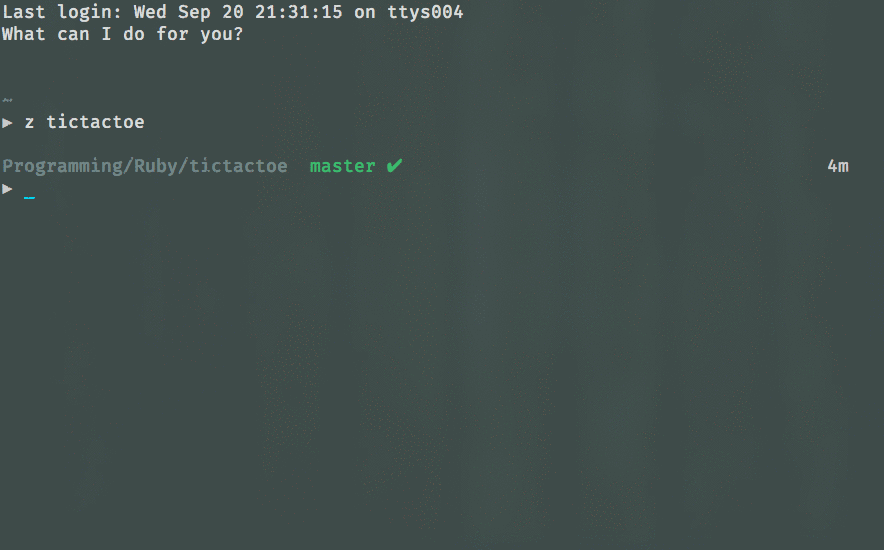 Last login: Wed Sep 20 21:31:15 on ttys004
What can I do for you?
~
▶ z tictactoe
Programming/Ruby/tictactoe master ✔ 4m
▶ _